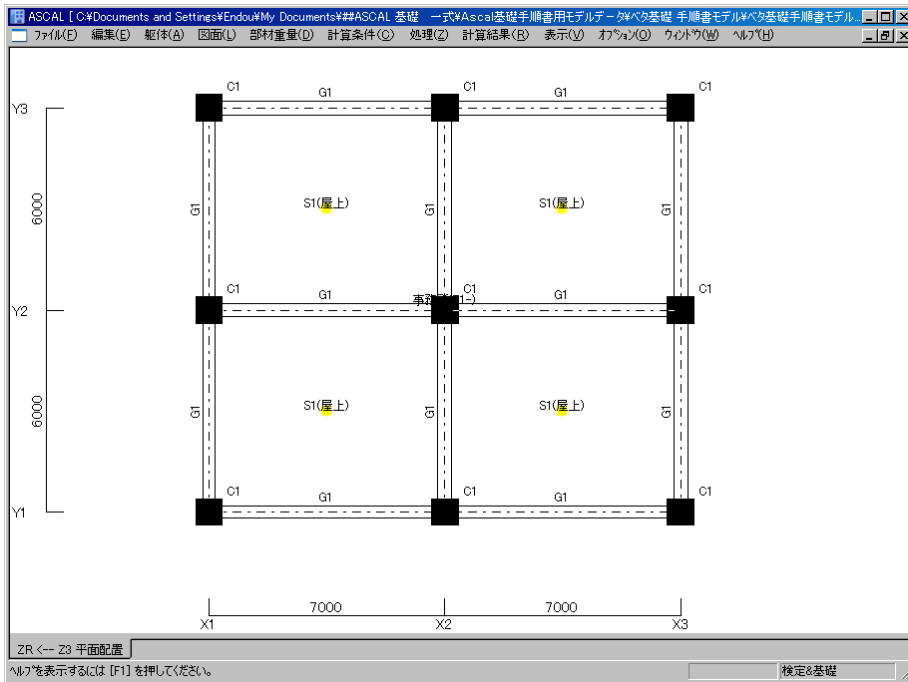 ASCAL [ C:¥Documents and Settings¥Endou¥My Documents¥##ASCAL 基礎 一式¥Ascal基礎手順書用モデルデータ¥ベタ基礎 手順書モデル¥ベタ基礎手順書モデル...
ファイル(F) 編集(E) 躯体(A) 図面(L) 部材重量(D) 計算条件(C) 処理(Z) 計算結果(R) 表示(V) オプション(O) ウィンドウ(W) ヘルプ(H)
C1 C1 C1
Y3 G1 G1
6000 G1 S1(屋上) G1 S1(屋上) G1
C1 C1 C1
Y2 G1 G1
6000 G1 S1(屋上) G1 S1(屋上) G1
C1 C1 C1
Y1 G1 G1
7000 7000
X1 X2 X3
ZR <-- Z3 平面配置
ヘルプを表示するには [F1] を押してください。 検定&基礎